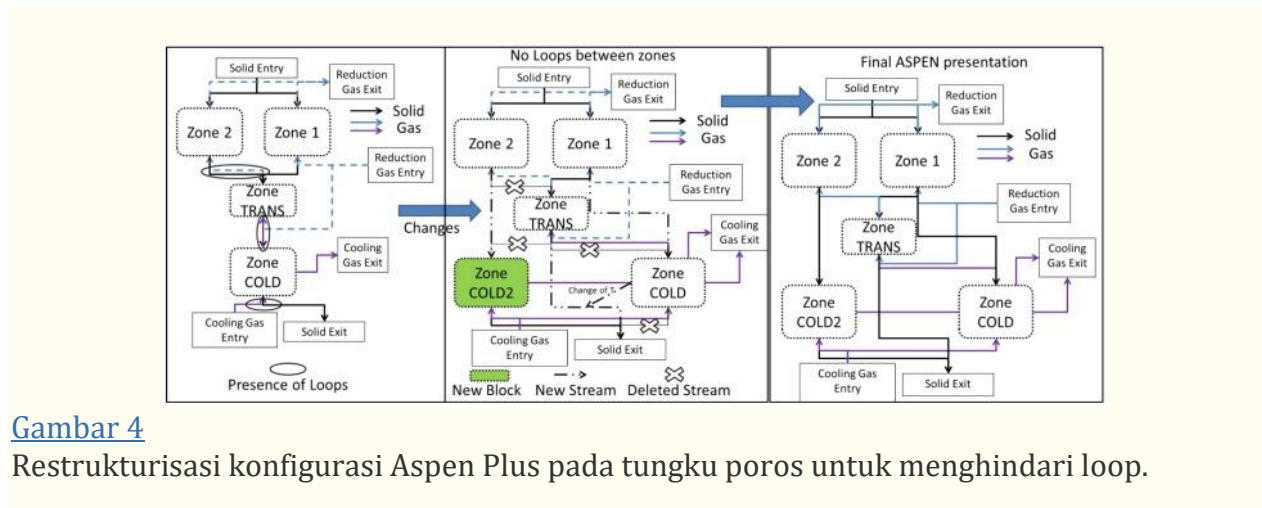 Solid Entry
Reduction
Gas Exit
Zone 2
Zone 1
Solid
Gas
Reduction
Gas Entry
Zone
TRANS
Zone
COLD
Cooling
Gas Exit
Cooling Gas
Entry
Solid Exit
Presence of Loops
Changes
No Loops between zones
Solid Entry
Reduction
Gas Exit
Zone 2
Zone 1
Solid
Gas
Reduction
Gas Entry
Zone
TRANS
Cooling
Gas Exit
Zone
COLD2
Change of
Zone
COLD
Cooling Gas
Entry
Solid Exit
New Block
New Stream
Deleted Stream
Final ASPEN presentation
Solid Entry
Reduction
Gas Exit
Zone 2
Zone 1
Solid
Gas
Reduction
Gas Entry
Zone
TRANS
Cooling
Gas Exit
Zone
COLD2
Zone
COLD
Cooling Gas
Entry
Solid Exit
Gambar 4
Restrukturisasi konfigurasi Aspen Plus pada tungku poros untuk menghindari loop.